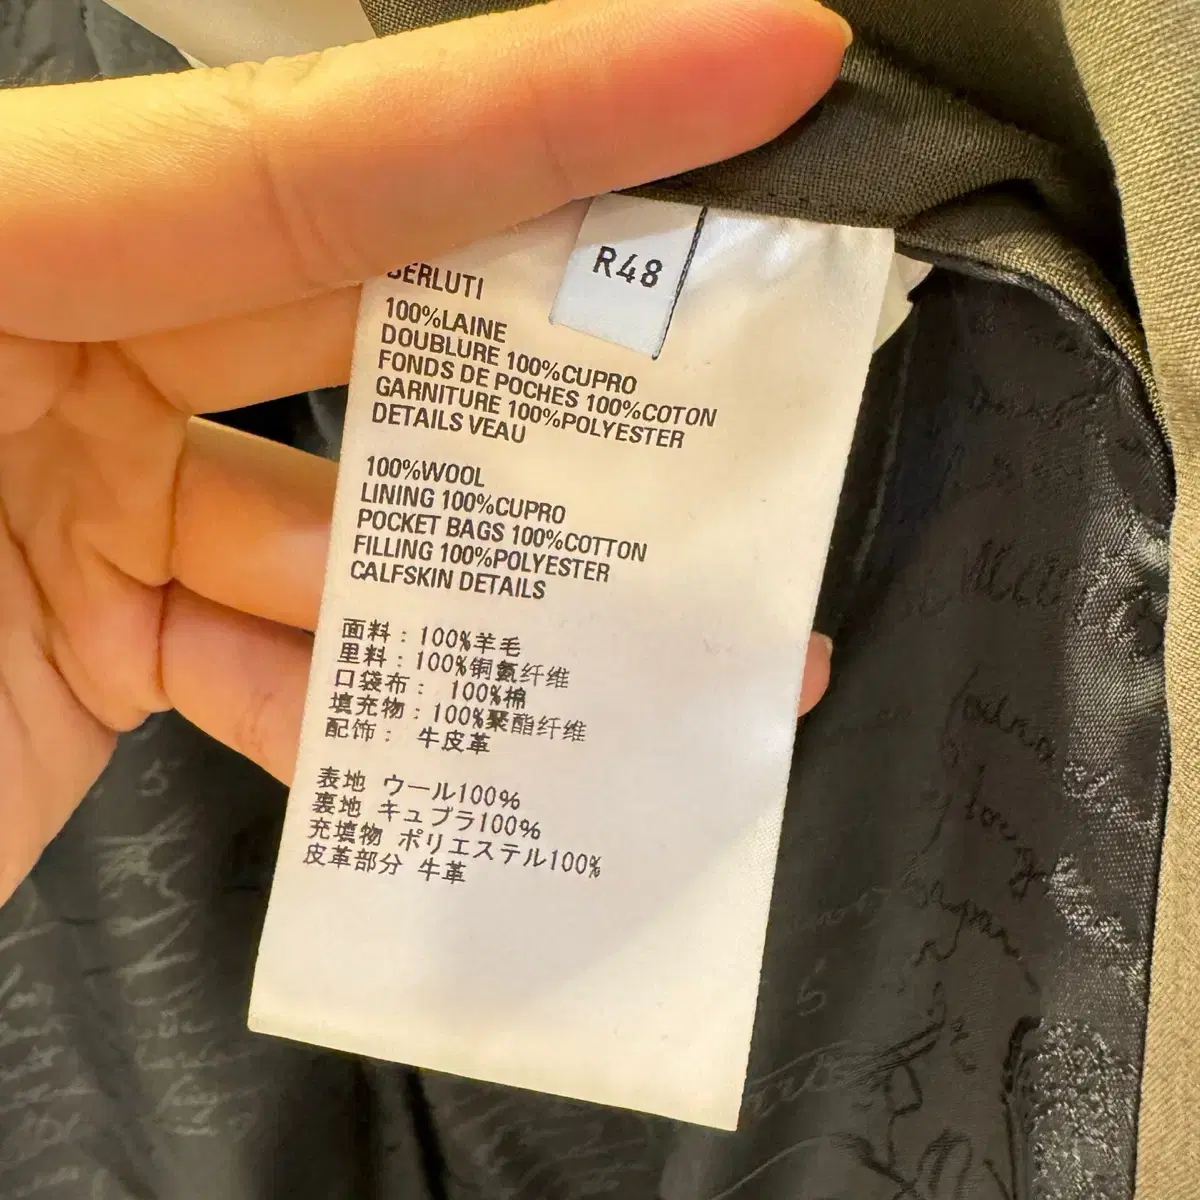 R48
BERLUTI
100%LAINE
DOUBLURE 100%CUPRO
FONDS DE POCHES 100%COTON
GARNITURE 100%POLYESTER
DETAILS VEAU
100%WOOL
LINING 100%CUPRO
POCKET BAGS 100%COTTON
FILLING 100%POLYESTER
CALFSKIN DETAILS
面料：100%羊毛
里料：100%铜氨纤维
口袋布： 100%棉
填充物：100%聚酯纤维
配饰： 牛皮革
表地 ウール100%
裏地 キュプラ100%
充填物 ポリエステル100%
皮革部分 牛革